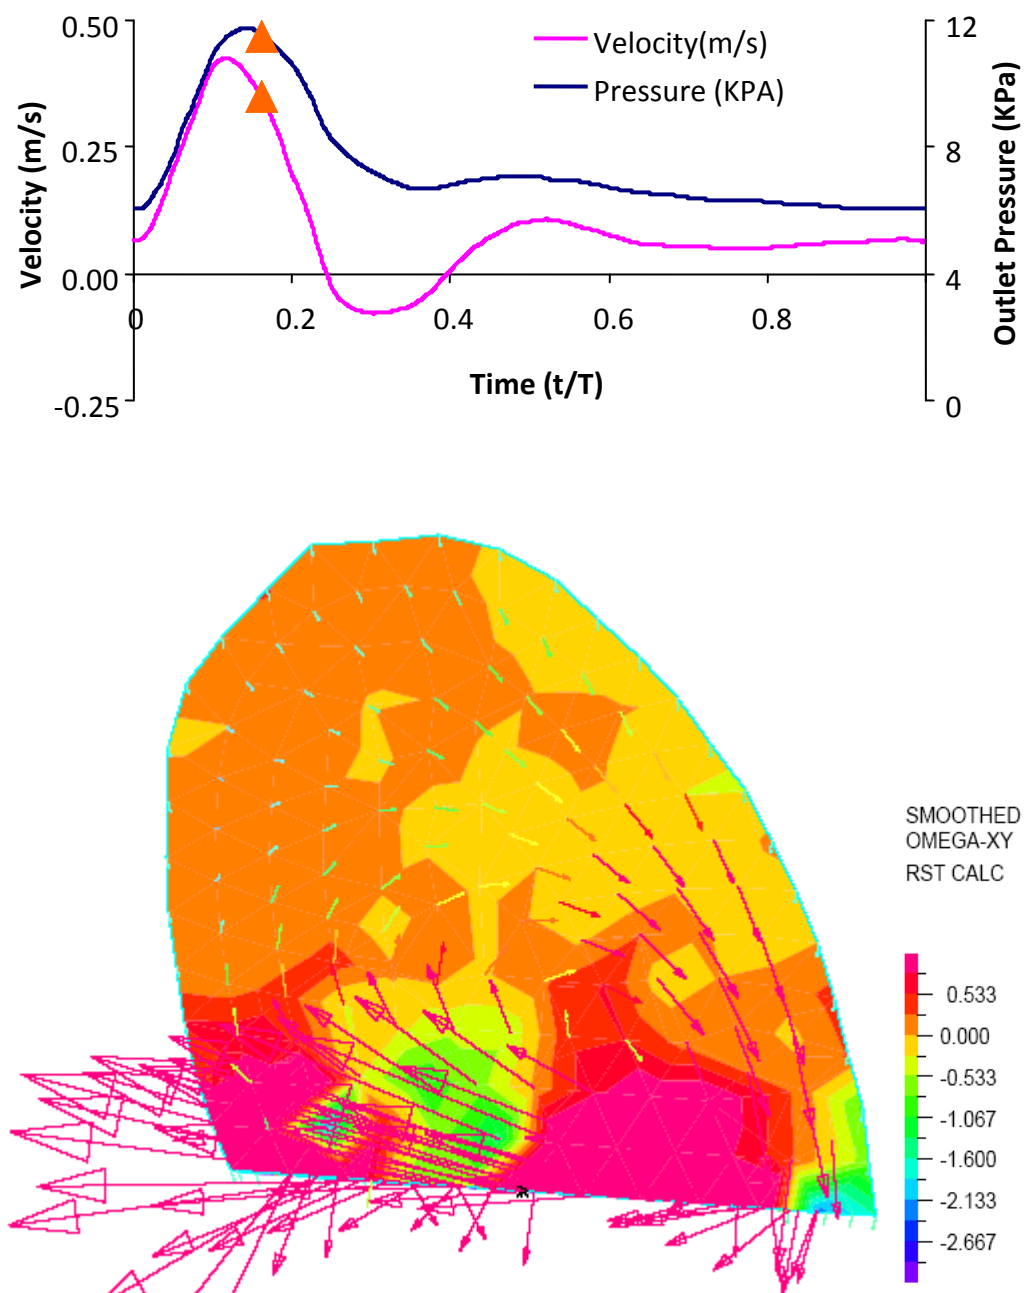 0.50
0.25
0.00
-0.25
Velocity (m/s)
Velocity(m/s)
Pressure (KPA)
12
8
4
0
Outlet Pressure (KPa)
0
0.2
0.4
0.6
0.8
Time (t/T)
SMOOTHED
OMEGA-XY
RST CALC
0.533
0.000
-0.533
-1.067
-1.600
-2.133
-2.667